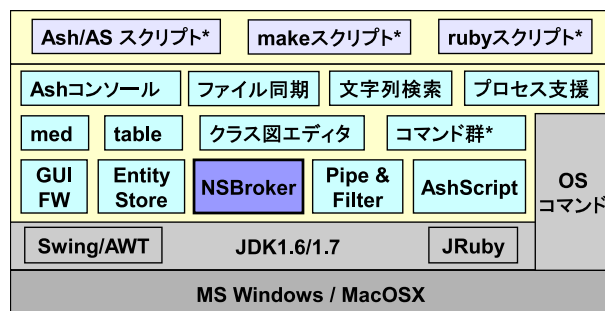 Ash/AS スクリプト*
makeスクリプト*
rubyスクリプト*
Ashコンソール
ファイル同期
文字列検索
プロセス支援
med
table
クラス図エディタ
コマンド群*
GUI
FW
Entity
Store
NSBroker
Pipe &
Filter
AshScript
OS
コマンド
Swing/AWT
JDK1.6/1.7
JRuby
MS Windows / MacOSX